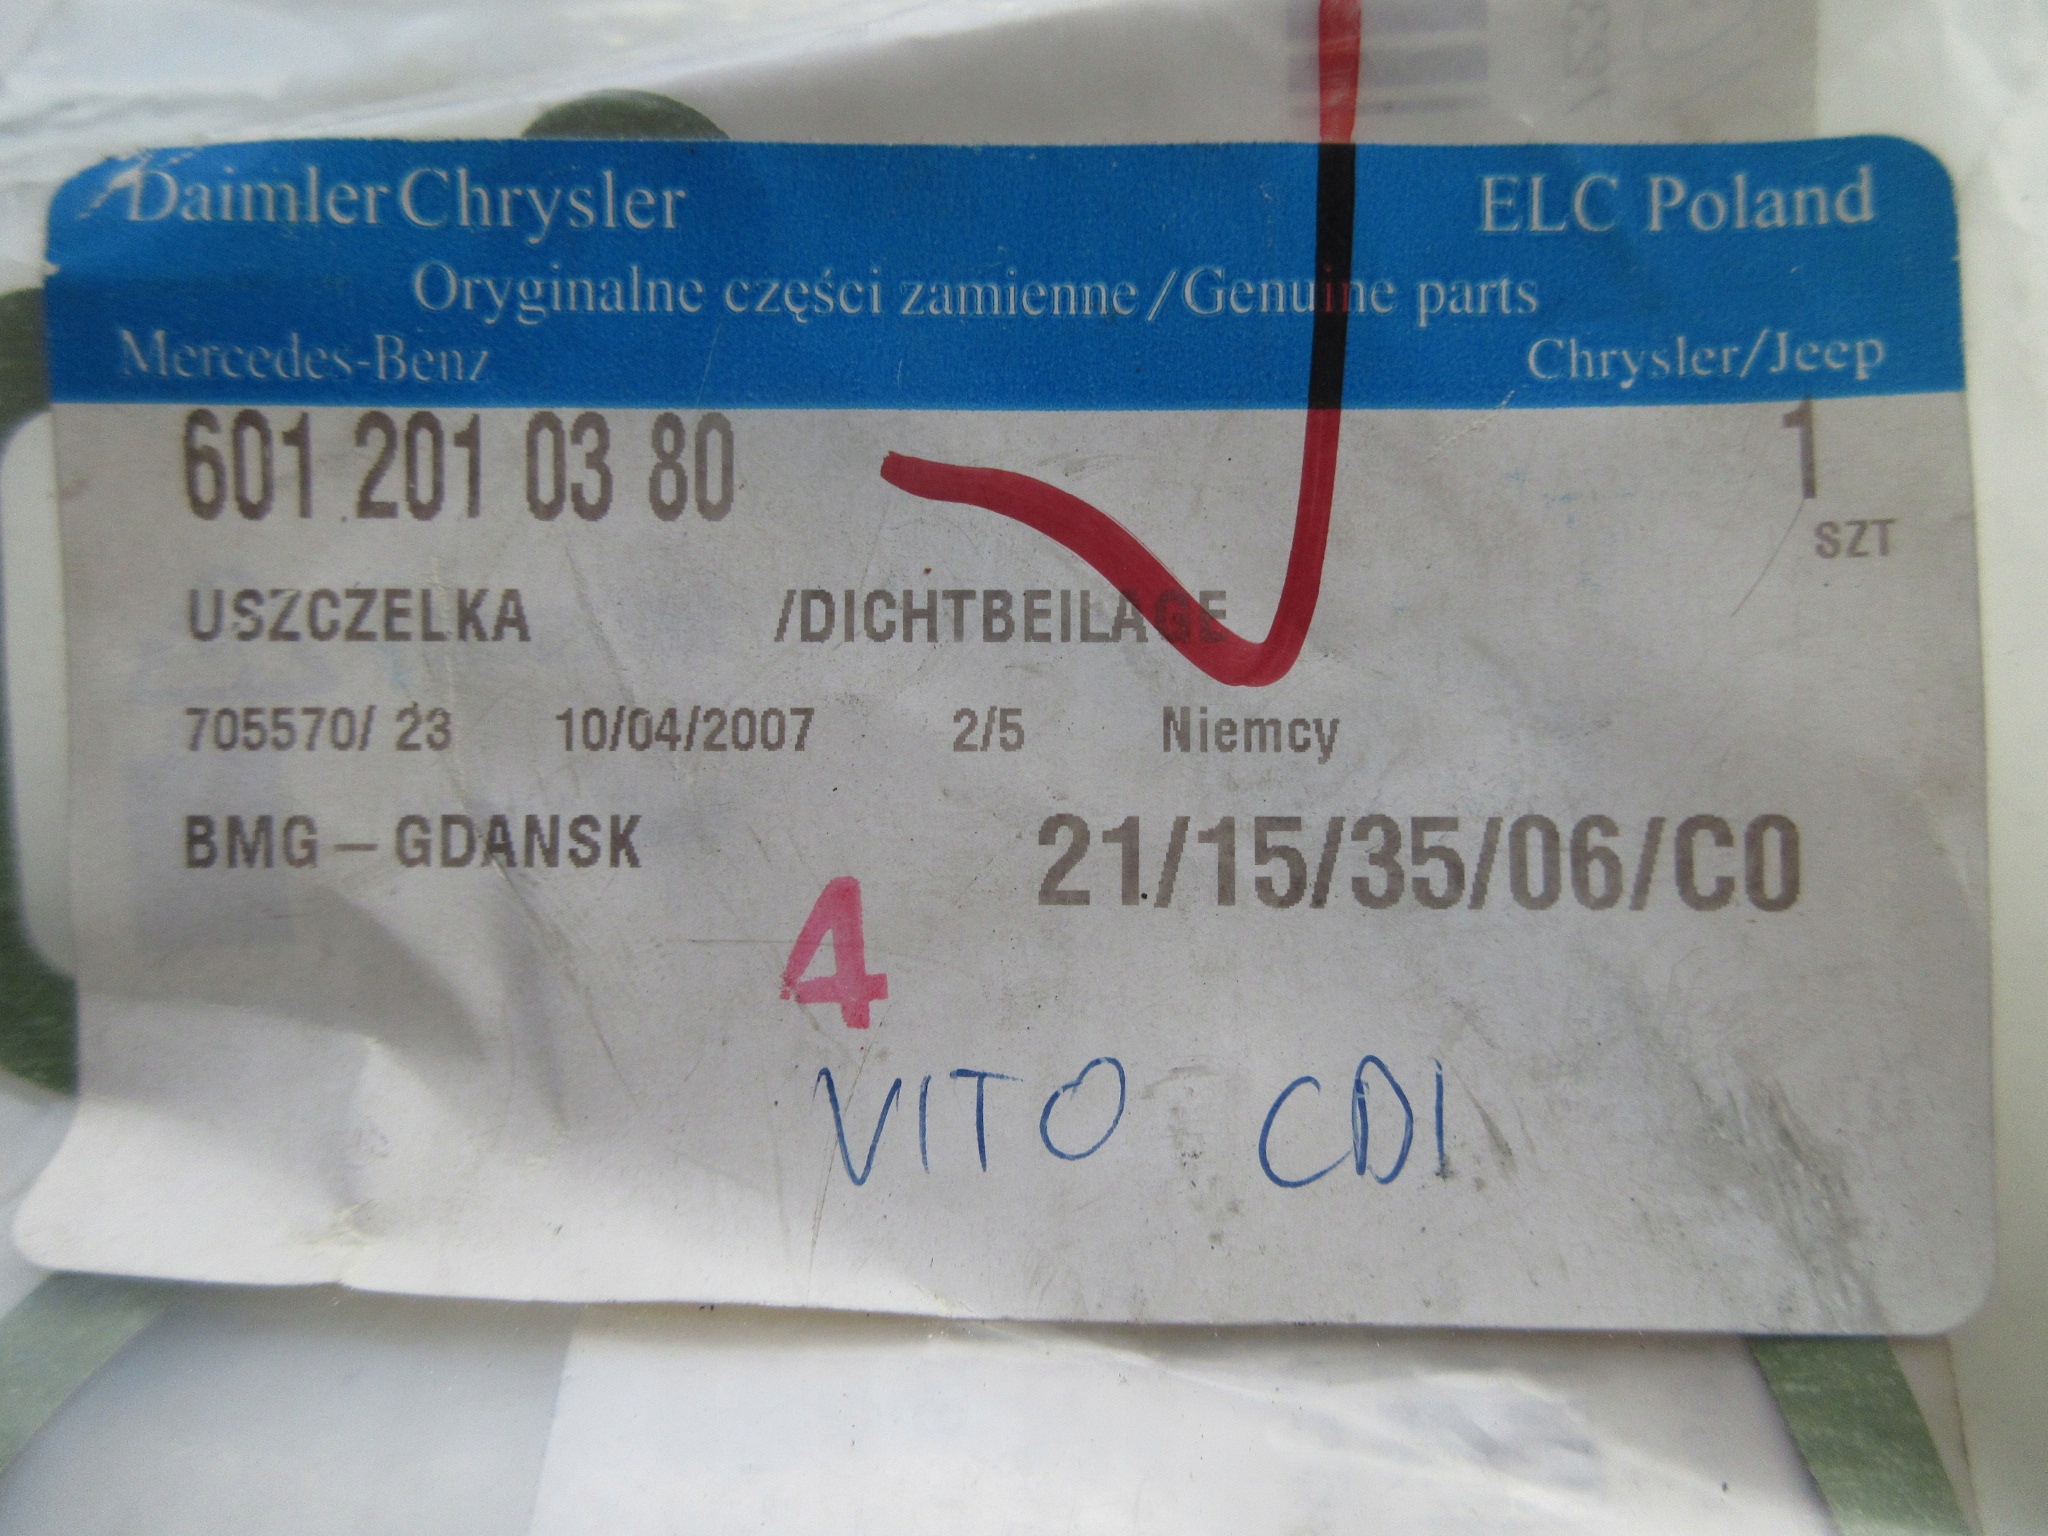 DaimlerChrysler ELC Poland
Oryginalne części zamienne/Genuine parts
Mercedes-Benz Chrysler/Jeep
601 201 03 80 1
SZT
USZCZELKA /DICHTBEILAGE
705570/ 23 10/04/2007 2/5 Niemcy
BMG-GDANSK 21/15/35/06/C0
4
VITO CDI